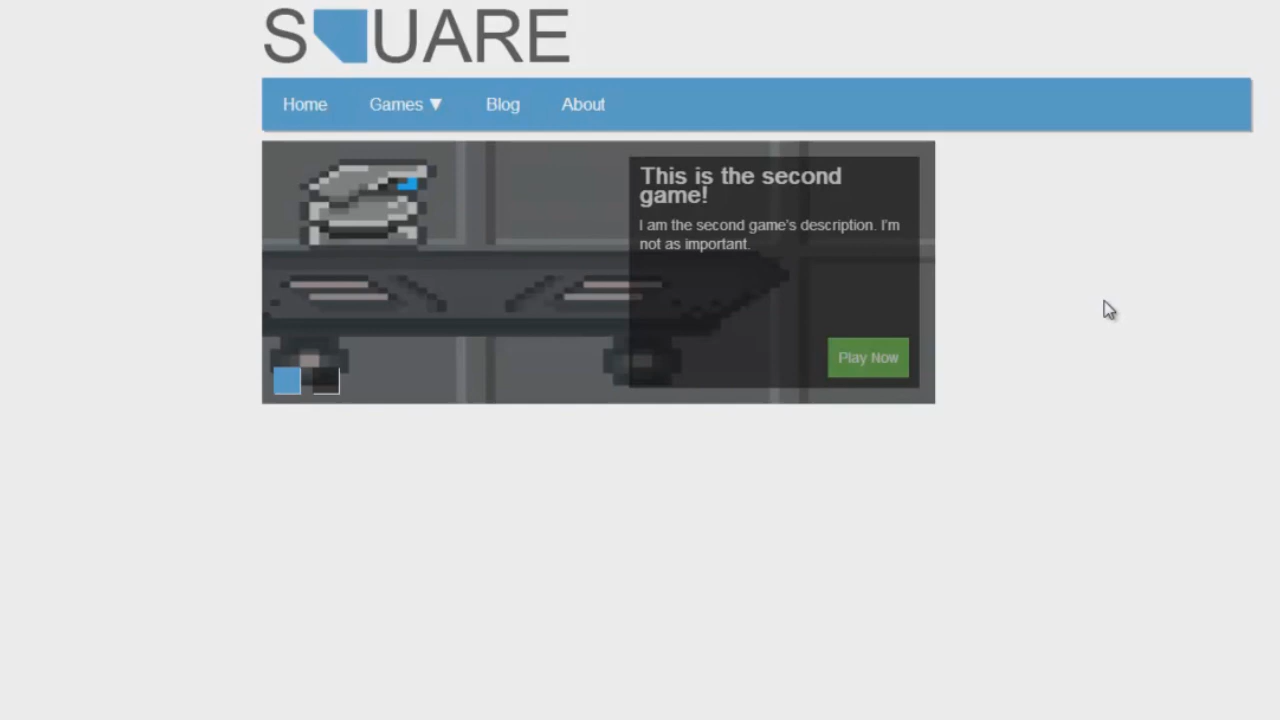 SQUARE
Home Games ▼ Blog About
This is the second
game!
I am the second game's description. I'm
not as important.
Play Now